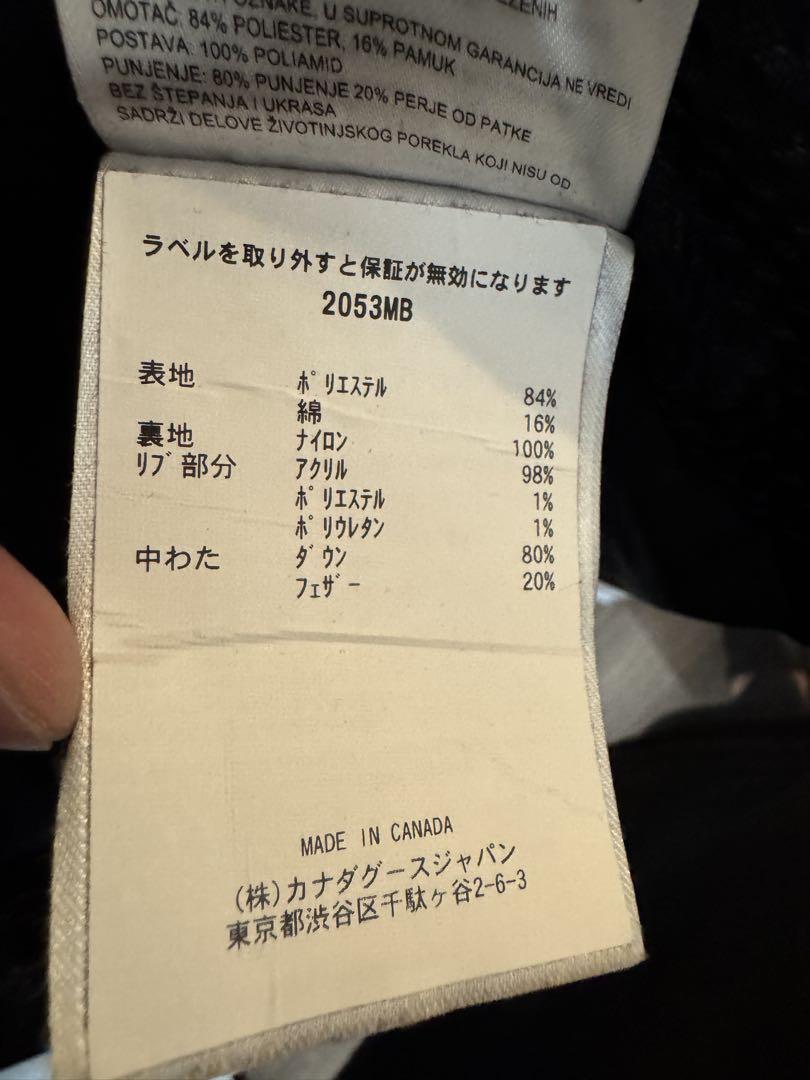 OZNAKE, U SUPROTNOM GARANCIJA NE VREDI
OMOTAČ: 84% POLIESTER, 16% PAMUK
POSTAVA: 100% POLIAMID
PUNJENJE: 80% PUNJENJE 20% PERJE OD PATKE
BEZ ŠTEPANJA I UKRASA
SADRŽI DELOVE ŽIVOTINJSKOG POREKLA KOJI NISU OD
ラベルを取り外すと保証が無効になります
2053MB
表地 ﾎﾟﾘｴｽﾃﾙ 84%
綿 16%
裏地 ﾅｲﾛﾝ 100%
ﾘﾌﾞ部分 ｱｸﾘﾙ 98%
ﾎﾟﾘｴｽﾃﾙ 1%
ﾎﾟﾘｳﾚﾀﾝ 1%
中わた ﾀﾞｳﾝ 80%
ﾌｪｻﾞｰ 20%
MADE IN CANADA
(株)カナダグースジャパン
東京都渋谷区千駄ヶ谷2-6-3